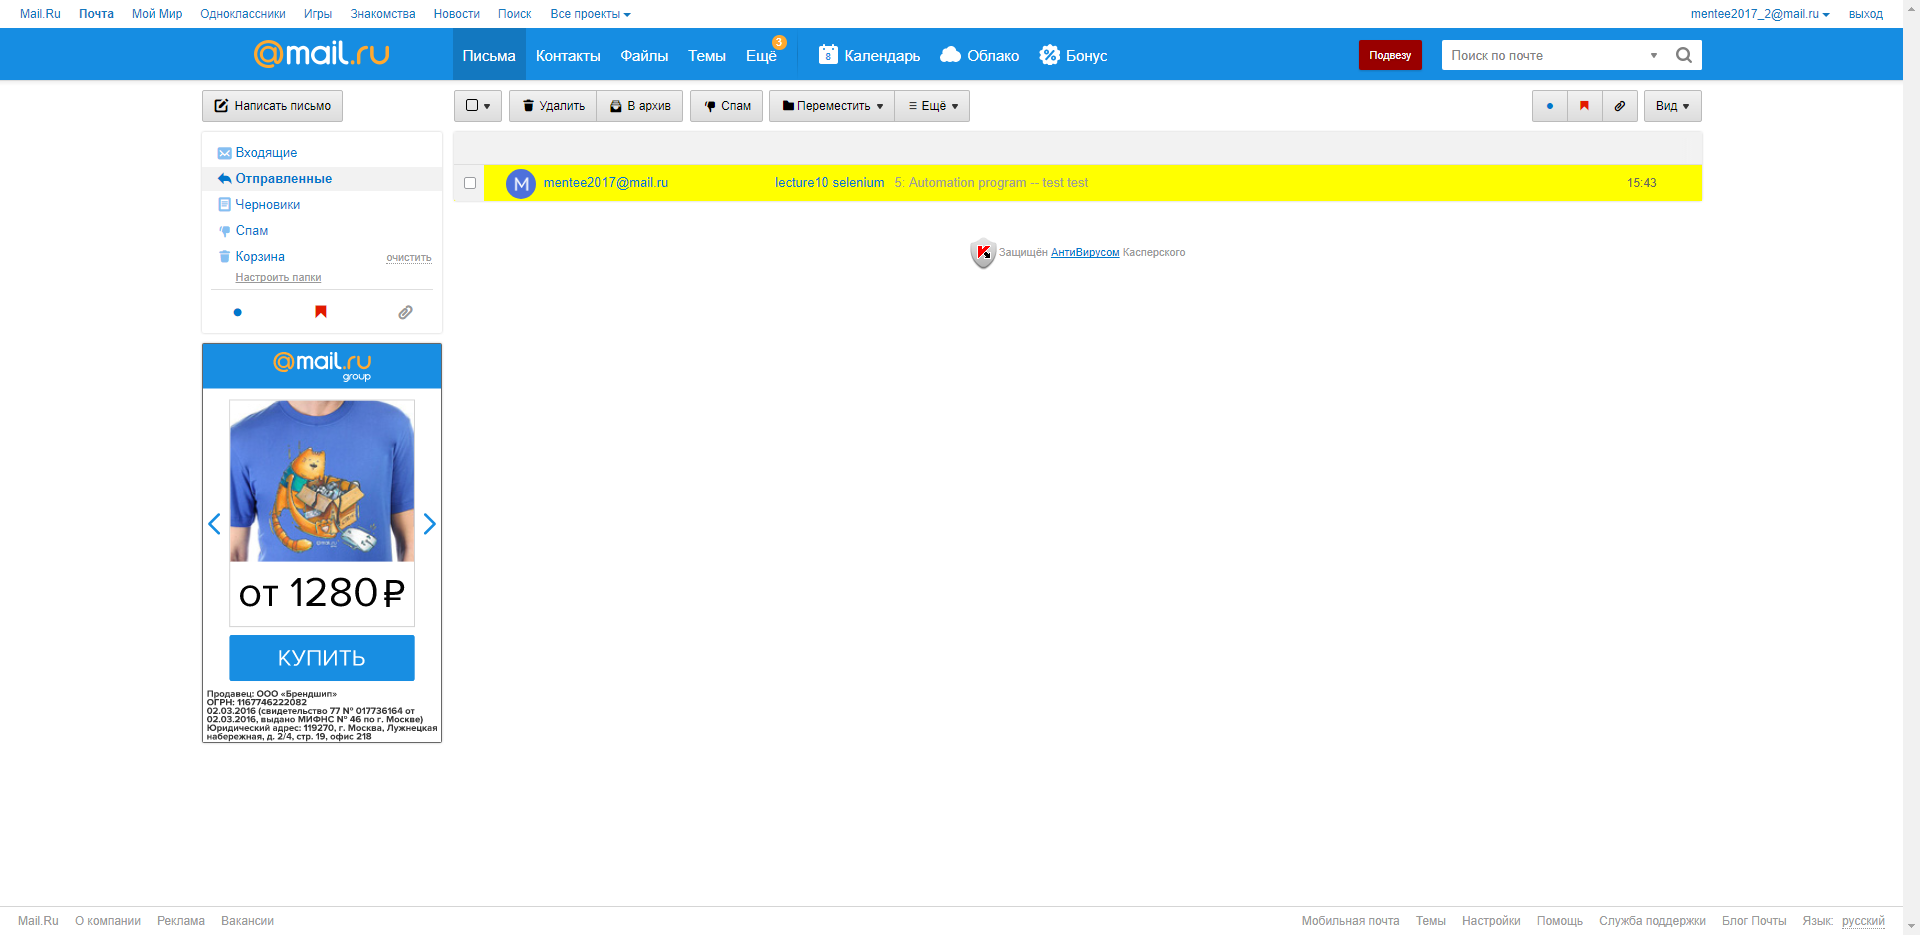 Mail.Ru Почта Мой Мир Одноклассники Игры Знакомства Новости Поиск Все проекты mentee2017_2@mail.ru выход
@mail.ru Письма Контакты Файлы Темы Ещё 3 8 Календарь Облако Бонус Подвезу Поиск по почте
Написать письмо Удалить В архив Спам Переместить Ещё Вид
Входящие
Отправленные
M mentee2017@mail.ru lecture10 selenium 5: Automation program -- test test 15:43
Черновики
Спам
Корзина очистить
Настроить папки
Защищён АнтиВирусом Касперского
@mail.ru
group
@mail.ru
от 1280 ₽
КУПИТЬ
Продавец: ООО «Брендшип»
ОГРН: 1167746222082
02.03.2016 (свидетельство 77 № 017736164 от
02.03.2016, выдано МИФНС № 46 по г. Москве)
Юридический адрес: 119270, г. Москва, Лужнецкая
набережная, д. 2/4, стр. 19, офис 218
Mail.Ru О компании Реклама Вакансии Мобильная почта Темы Настройки Помощь Служба поддержки Блог Почты Язык: русский